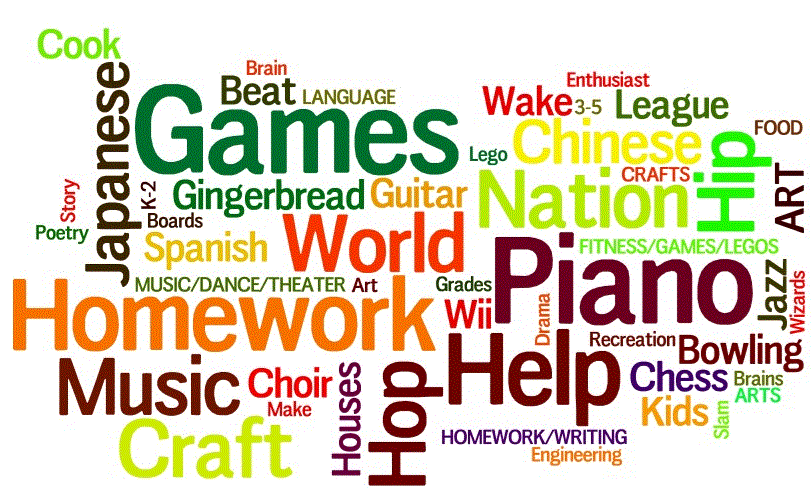 Cook
Brain
Enthusiast
Beat
LANGUAGE
Wake
3-5
League
Games
Japanese
Chinese
FOOD
Lego
CRAFTS
Hip
ART
Story
K-2
Gingerbread
Guitar
Nation
Poetry
Boards
Spanish
World
FITNESS/GAMES/LEGOS
Piano
MUSIC/DANCE/THEATER
Art
Grades
Jazz
Wizards
Homework
Wii
Drama
Recreation
Bowling
Help
Music
Choir
Houses
Hop
Chess
Brains
Make
Kids
ARTS
Slam
Craft
HOMEWORK/WRITING
Engineering